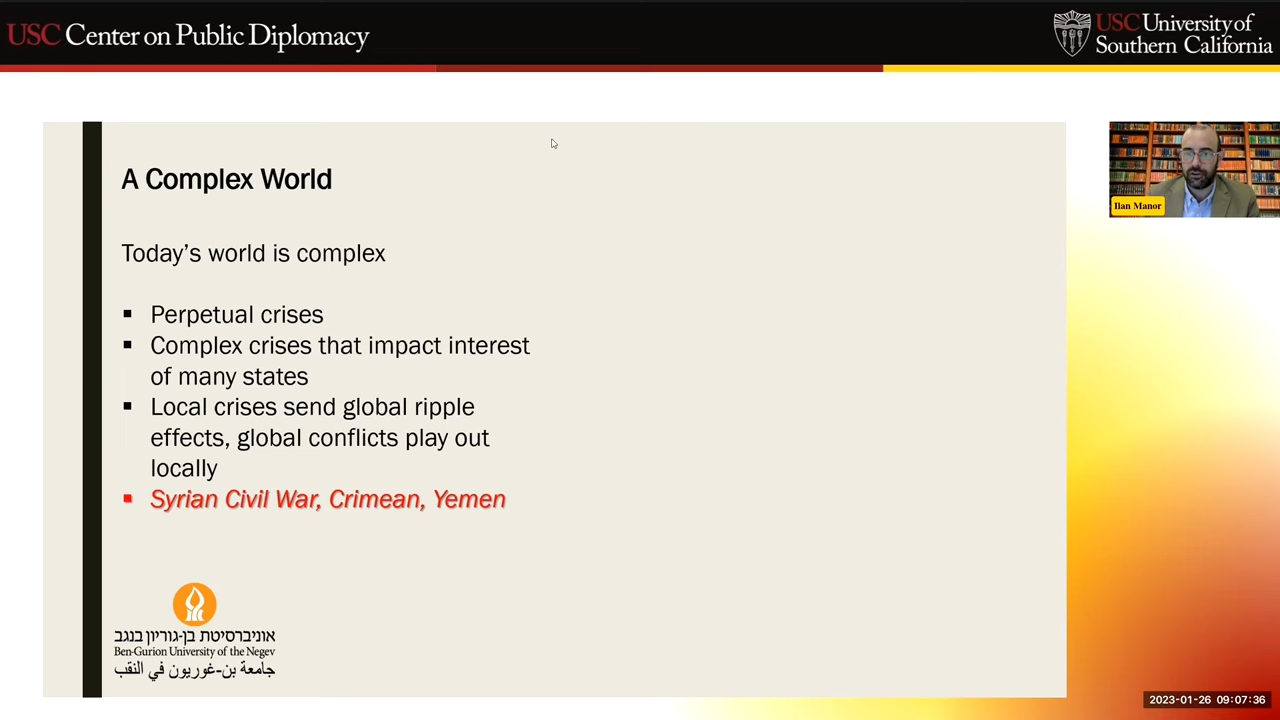 USC Center on Public Diplomacy
USC University of
Southern California
A Complex World
Today’s world is complex
▪ Perpetual crises
▪ Complex crises that impact interest
of many states
▪ Local crises send global ripple
effects, global conflicts play out
locally
▪ Syrian Civil War, Crimean, Yemen
אוניברסיטת בן-גוריון בנגב
Ben-Gurion University of the Negev
جامعة بن-غوريون في النقب
Ilan Manor
2023-01-26 09:07:36